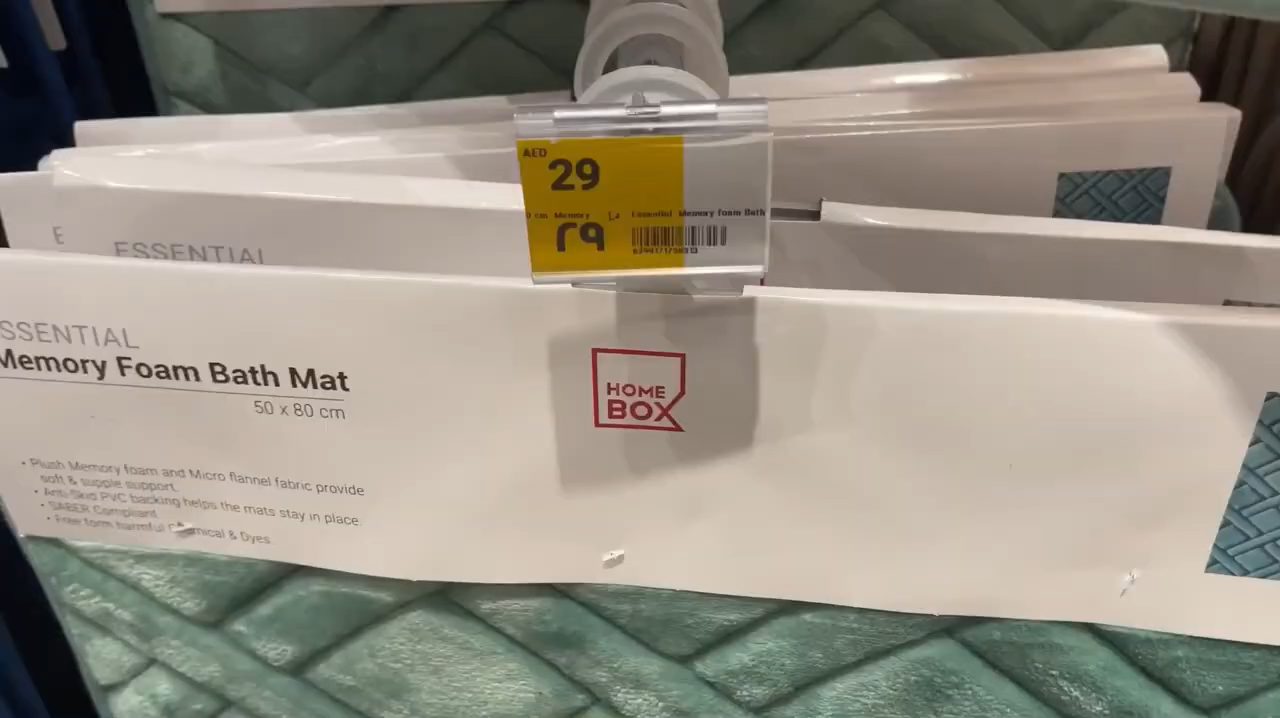 AED
29
cm Memory
Essential Memory foam Bath
٢٩
E
ESSENTIAL
SSENTIAL
Memory Foam Bath Mat
50 x 80 cm
• Plush Memory foam and Micro flannel fabric provide
soft & supple support.
• Anti-Skid PVC backing helps the mats stay in place.
• SABER Compliant
• Free form harmful & Dyes
HOME
BOX